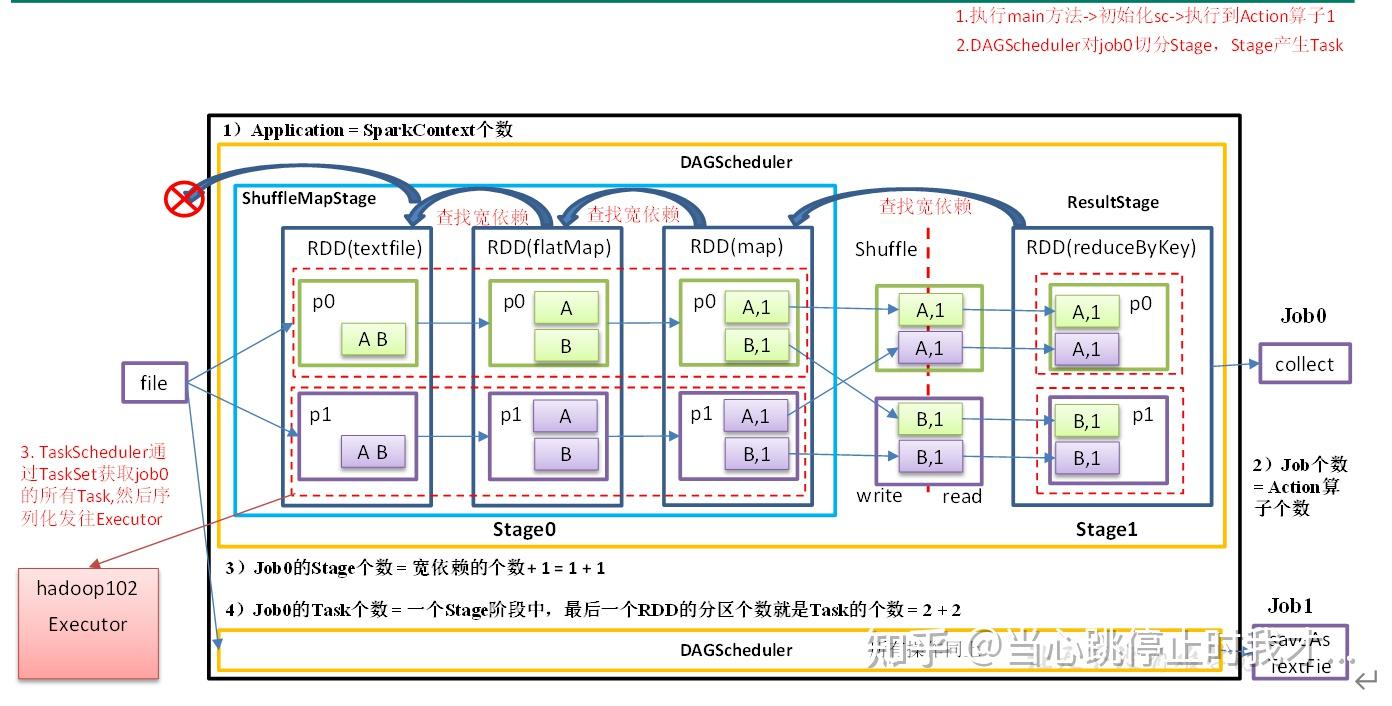 1.执行main方法->初始化sc->执行到Action算子1
2.DAGScheduler对job0切分Stage，Stage产生Task
1）Application = SparkContext个数
DAGScheduler
ShuffleMapStage
ResultStage
查找宽依赖
查找宽依赖
查找宽依赖
RDD(textfile)
RDD(flatMap)
RDD(map)
Shuffle
RDD(reduceByKey)
p0
A B
p0
A
B
p0
A,1
B,1
A,1
A,1
A,1
A,1
p0
file
p1
A B
p1
A
B
p1
A,1
B,1
B,1
B,1
B,1
B,1
p1
write
read
Stage0
Stage1
Job0
collect
2）Job个数
= Action算
子个数
3. TaskScheduler通
过TaskSet获取job0
的所有Task,然后序
列化发往Executor
hadoop102
Executor
3）Job0的Stage个数 = 宽依赖的个数 + 1 = 1 + 1
4）Job0的Task个数 = 一个Stage阶段中，最后一个RDD的分区个数就是Task的个数 = 2 + 2
DAGScheduler
Job1
saveAs
TextFie
知乎 @当心跳停止时我才...